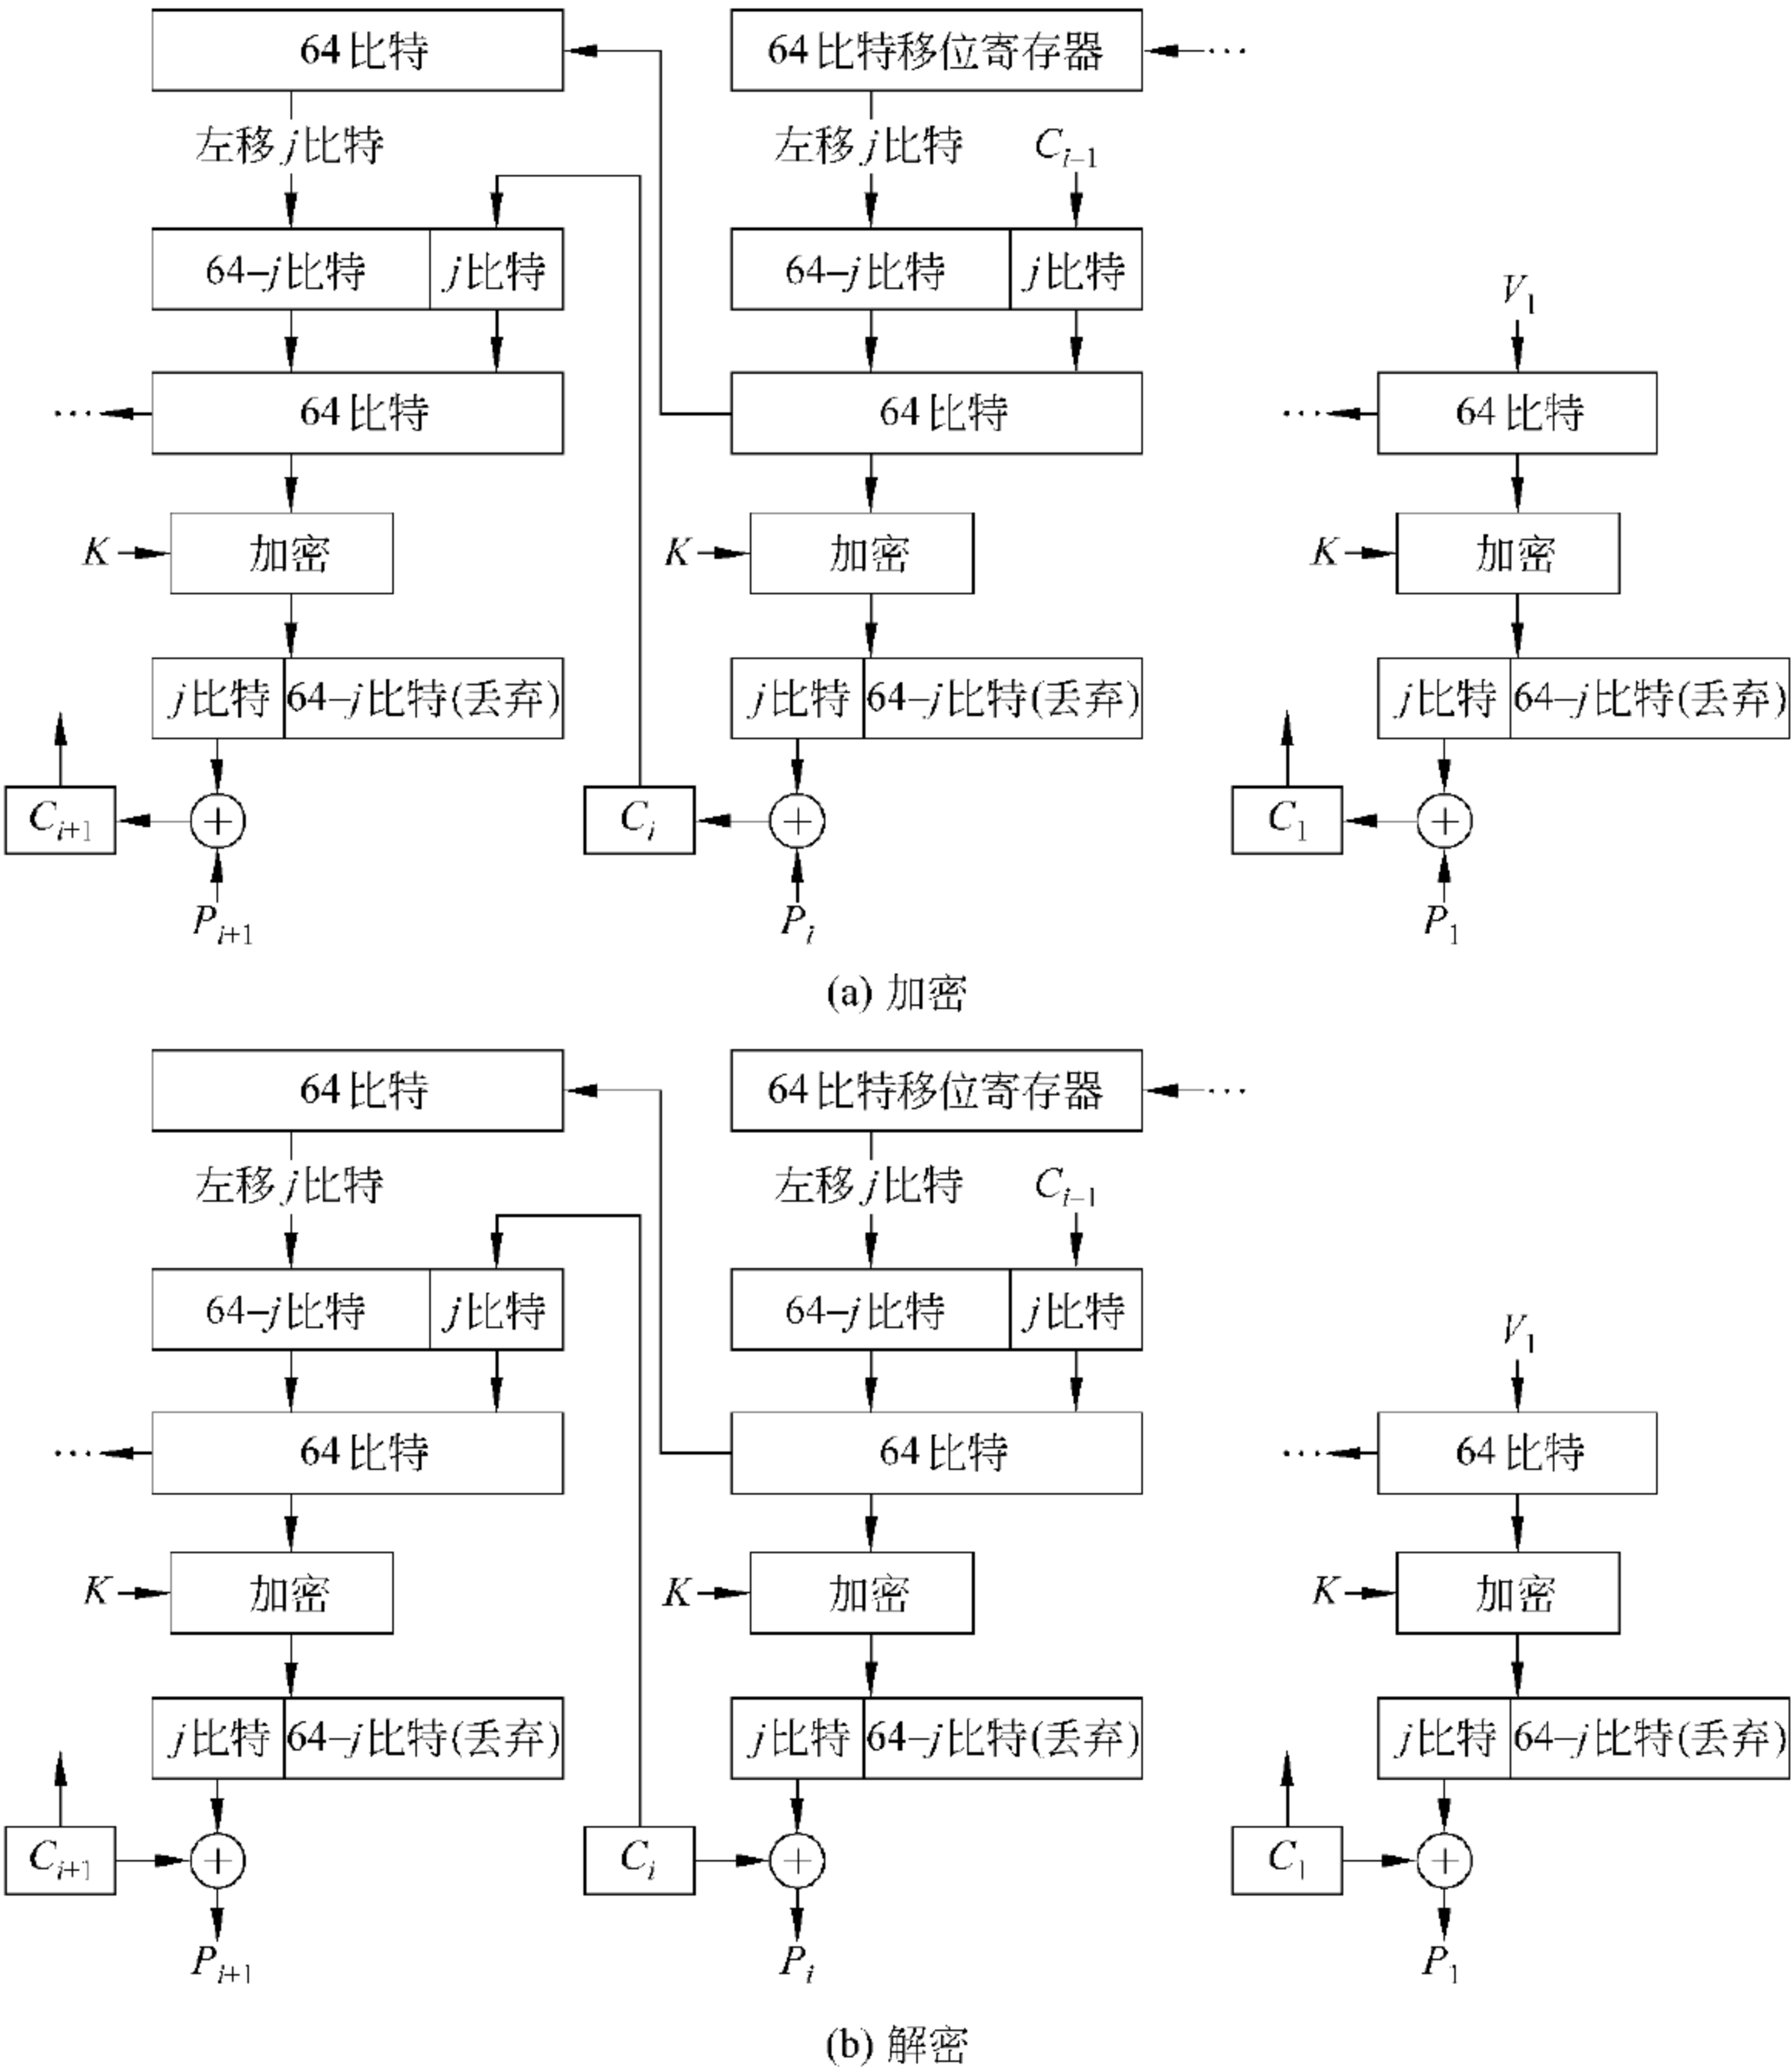 64比特 64比特移位寄存器 …
左移j比特 左移j比特 C_{i-1}
64-j比特 j比特 64-j比特 j比特 V_1
… 64比特 64比特 … 64比特
K 加密 K 加密 K 加密
j比特 64-j比特(丢弃) j比特 64-j比特(丢弃) j比特 64-j比特(丢弃)
C_{i+1} + C_i + C_1 +
P_{i+1} P_i P_1
(a) 加密
64比特 64比特移位寄存器 …
左移j比特 左移j比特 C_{i-1}
64-j比特 j比特 64-j比特 j比特 V_1
… 64比特 64比特 … 64比特
K 加密 K 加密 K 加密
j比特 64-j比特(丢弃) j比特 64-j比特(丢弃) j比特 64-j比特(丢弃)
C_{i+1} + C_i + C_1 +
P_{i+1} P_i P_1
(b) 解密